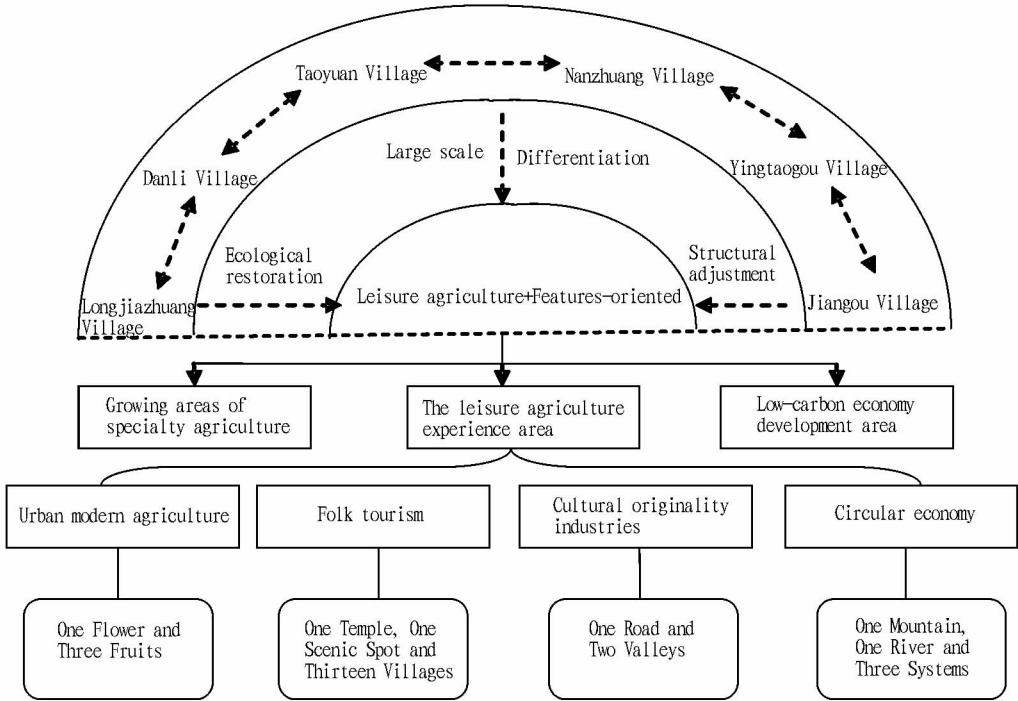 Taoyuan Village
Nanzhuang Village
Large scale
Differentiation
Danli Village
Yingtaogou Village
Ecological
restoration
Structural
adjustment
Longjiazhuang
Village
Leisure agriculture+Features-oriented
Jiangou Village
Growing areas of
specialty agriculture
The leisure agriculture
experience area
Low-carbon economy
development area
Urban modern agriculture
Folk tourism
Cultural originality
industries
Circular economy
One Flower and
Three Fruits
One Temple, One
Scenic Spot and
Thirteen Villages
One Road and
Two Valleys
One Mountain,
One River and
Three Systems